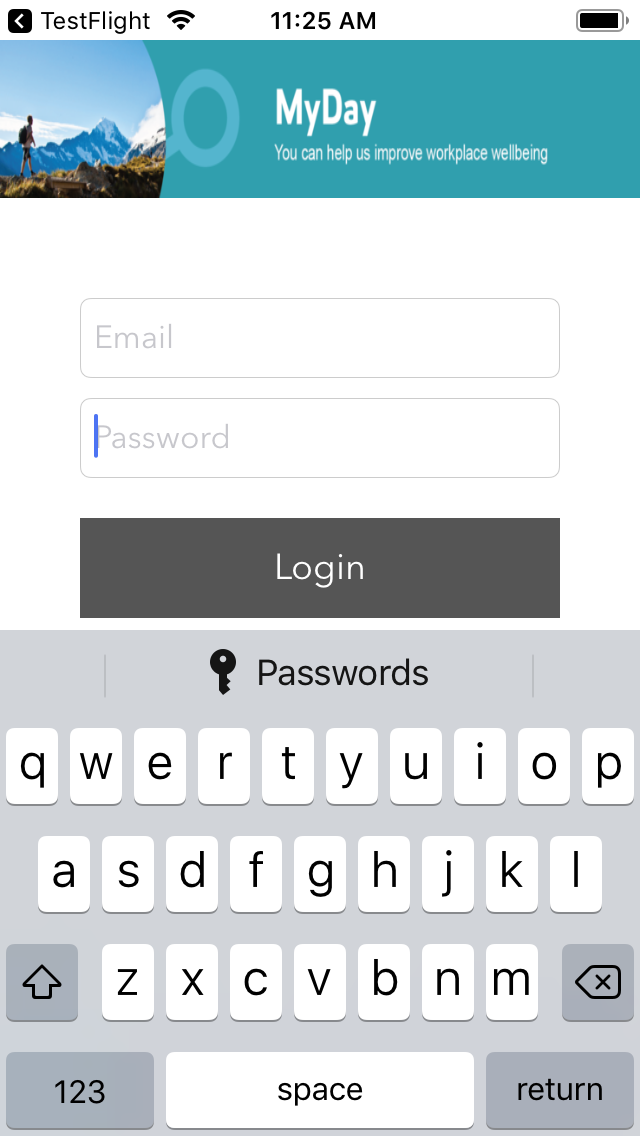 TestFlight 11:25 AM
MyDay
You can help us improve workplace wellbeing
Email
Password
Login
Passwords
q w e r t y u i o p
a s d f g h j k l
z x c v b n m
123 space return